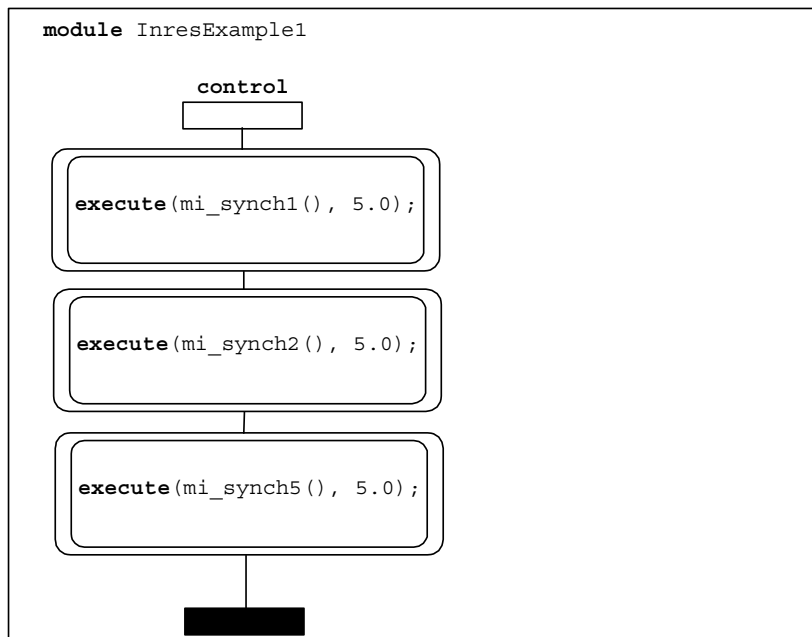 module InresExample1
control
execute(mi_synch1(), 5.0);
execute(mi_synch2(), 5.0);
execute(mi_synch5(), 5.0);